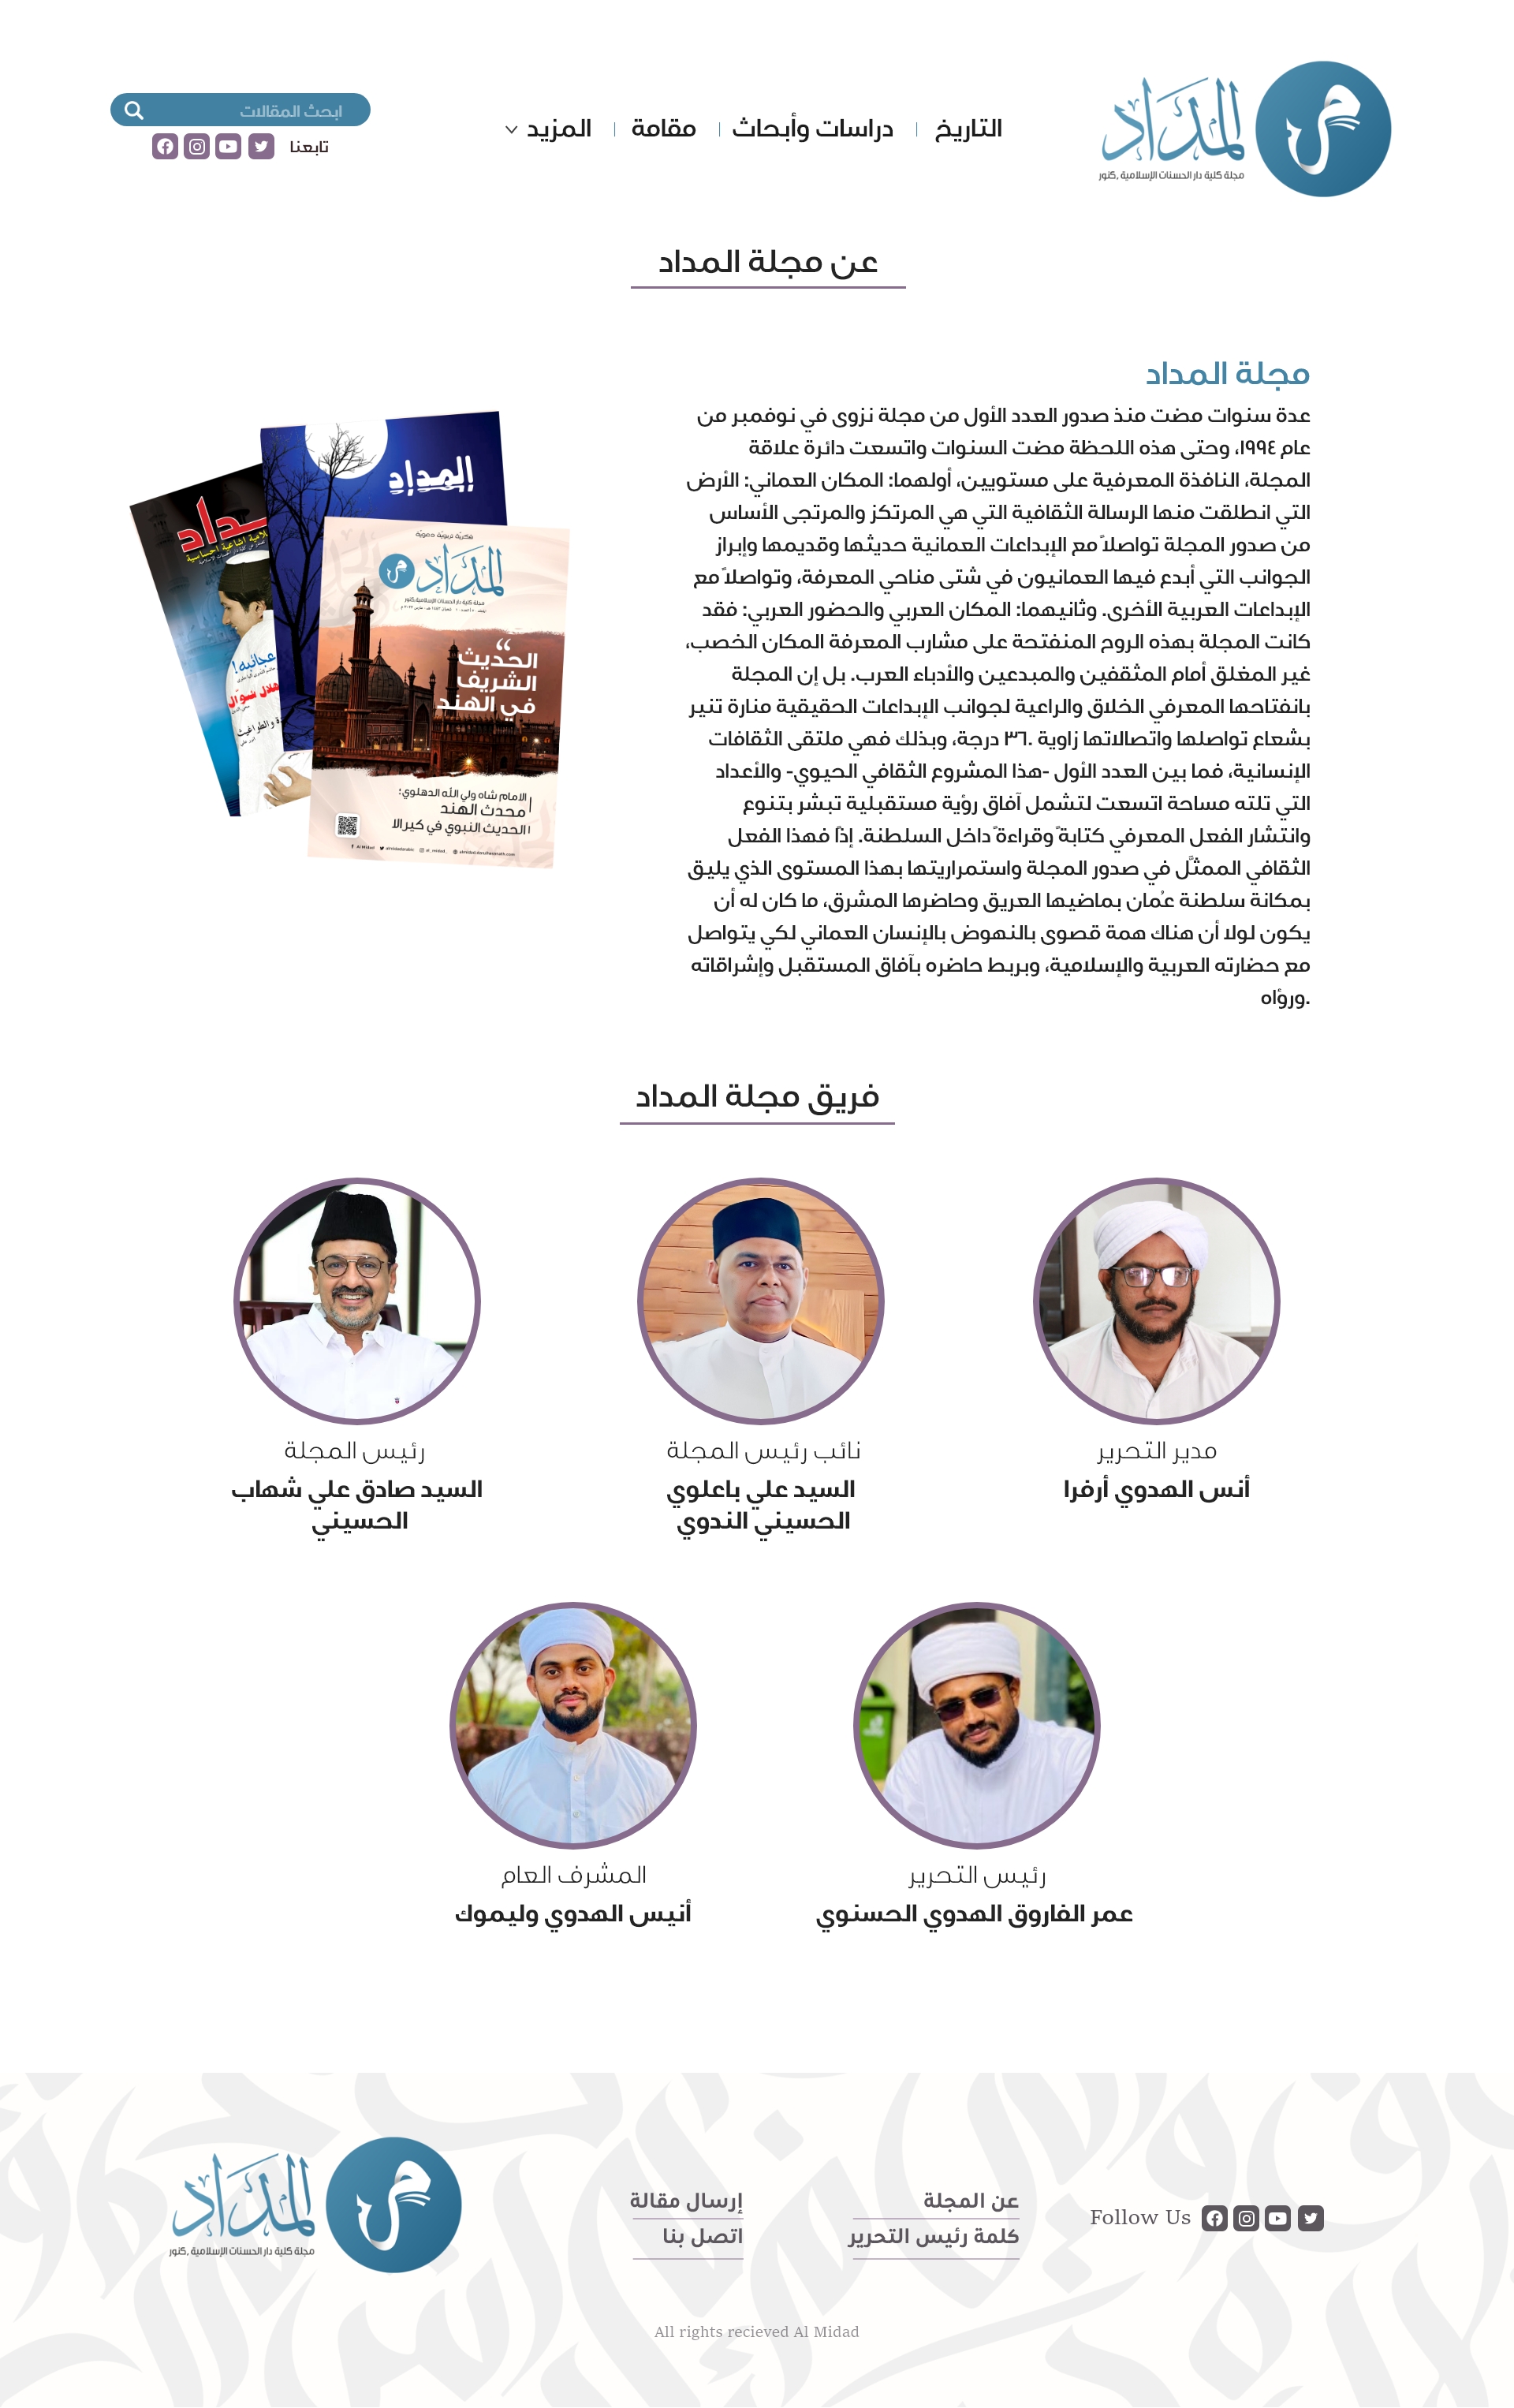 المداد
مجلة كلية دار الحسنات الإسلامية ,كنور
التاريخ
دراسات وأبحاث
مقامة
المزيد
ابحث المقالات
تابعنا
عن مجلة المداد
مجلة المداد
عدة سنوات مضت منذ صدور العدد الأول من مجلة نزوى في نوفمبر من
عام ١٩٩٤، وحتى هذه اللحظة مضت السنوات واتسعت دائرة علاقة
المجلة، النافذة المعرفية على مستويين، أولهما: المكان العماني: الأرض
التي انطلقت منها الرسالة الثقافية التي هي المرتكز والمرتجى الأساس
من صدور المجلة تواصلاً مع الإبداعات العمانية حديثها وقديمها وإبراز
الجوانب التي أبدع فيها العمانيون في شتى مناحي المعرفة، وتواصلاً مع
الإبداعات العربية الأخرى. وثانيهما: المكان العربي والحضور العربي: فقد
كانت المجلة بهذه الروح المنفتحة على مشارب المعرفة المكان الخصب،
غير المغلق أمام المثقفين والمبدعين والأدباء العرب. بل إن المجلة
بانفتاحها المعرفي الخلاق والراعية لجوانب الإبداعات الحقيقية منارة تنير
بشعاع تواصلها واتصالاتها زاوية ٣٦٠ درجة، وبذلك فهي ملتقى الثقافات
الإنسانية، فما بين العدد الأول -هذا المشروع الثقافي الحيوي- والأعداد
التي تلته مساحة اتسعت لتشمل آفاق رؤية مستقبلية تبشر بتنوع
وانتشار الفعل المعرفي كتابةً وقراءةً داخل السلطنة. إذًا فهذا الفعل
الثقافي الممثَّل في صدور المجلة واستمراريتها بهذا المستوى الذي يليق
بمكانة سلطنة عُمان بماضيها العريق وحاضرها المشرق، ما كان له أن
يكون لولا أن هناك همة قصوى بالنهوض بالإنسان العماني لكي يتواصل
مع حضارته العربية والإسلامية، وبربط حاضره بآفاق المستقبل وإشراقاته
.ورؤاه
المداد
فكرية تربوية دعوية
المداد
مجلة كلية دار الحسنات الإسلامية,كنور
الحديث
الشريف
في الهند
الامام شاه ولي الله الدهلوي؛
محدث الهند
الحديث النبوي في كيرالا
عجائبه !
هلال شوّال
فريق مجلة المداد
مدير التحرير
أنس الهدوي أرفرا
نائب رئيس المجلة
السيد علي باعلوي
الحسيني الندوي
رئيس المجلة
السيد صادق علي شهاب
الحسيني
رئيس التحرير
عمر الفاروق الهدوي الحسنوي
المشرف العام
أنيس الهدوي وليموك
Follow Us
عن المجلة
كلمة رئيس التحرير
إرسال مقالة
اتصل بنا
المداد
مجلة كلية دار الحسنات الإسلامية ,كنور
All rights recieved Al Midad